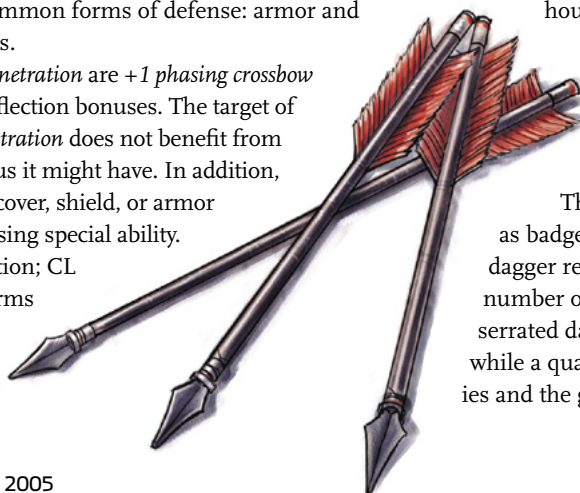 mmon forms of defense: armor and
s.
netration are +1 phasing crossbow
flection bonuses. The target of
tration does not benefit from
us it might have. In addition,
cover, shield, or armor
sing special ability.
tion; CL
rms
2005
hou
Th
as badge
dagger re
number o
serrated da
while a qua
ies and the g